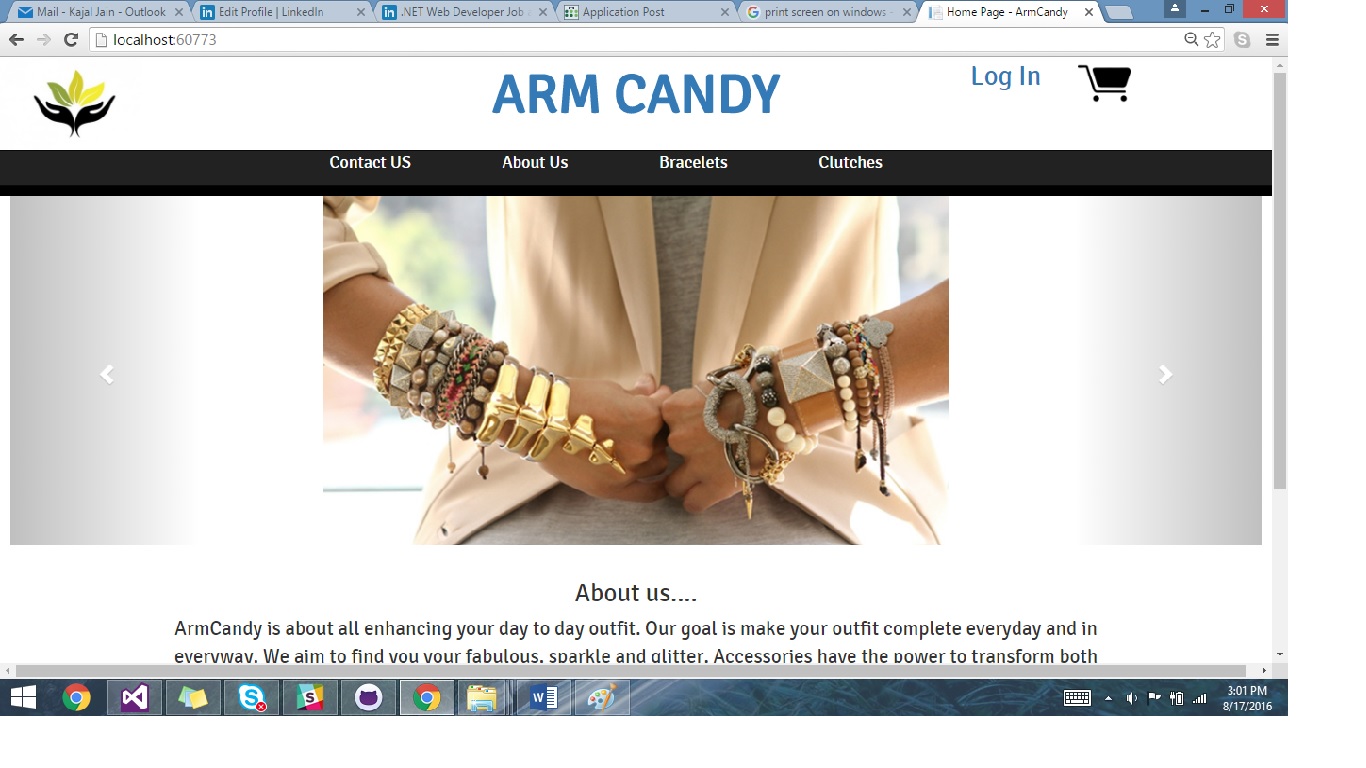 Mail - Kajal Jain - Outlook
Edit Profile | LinkedIn
.NET Web Developer Job
Application Post
print screen on windows -
Home Page - ArmCandy
localhost:60773
ARM CANDY
Log In
Contact US
About Us
Bracelets
Clutches
About us....
ArmCandy is about all enhancing your day to day outfit. Our goal is make your outfit complete everyday and in
everyway. We aim to find you your fabulous, sparkle and glitter. Accessories have the power to transform both
3:01 PM
8/17/2016